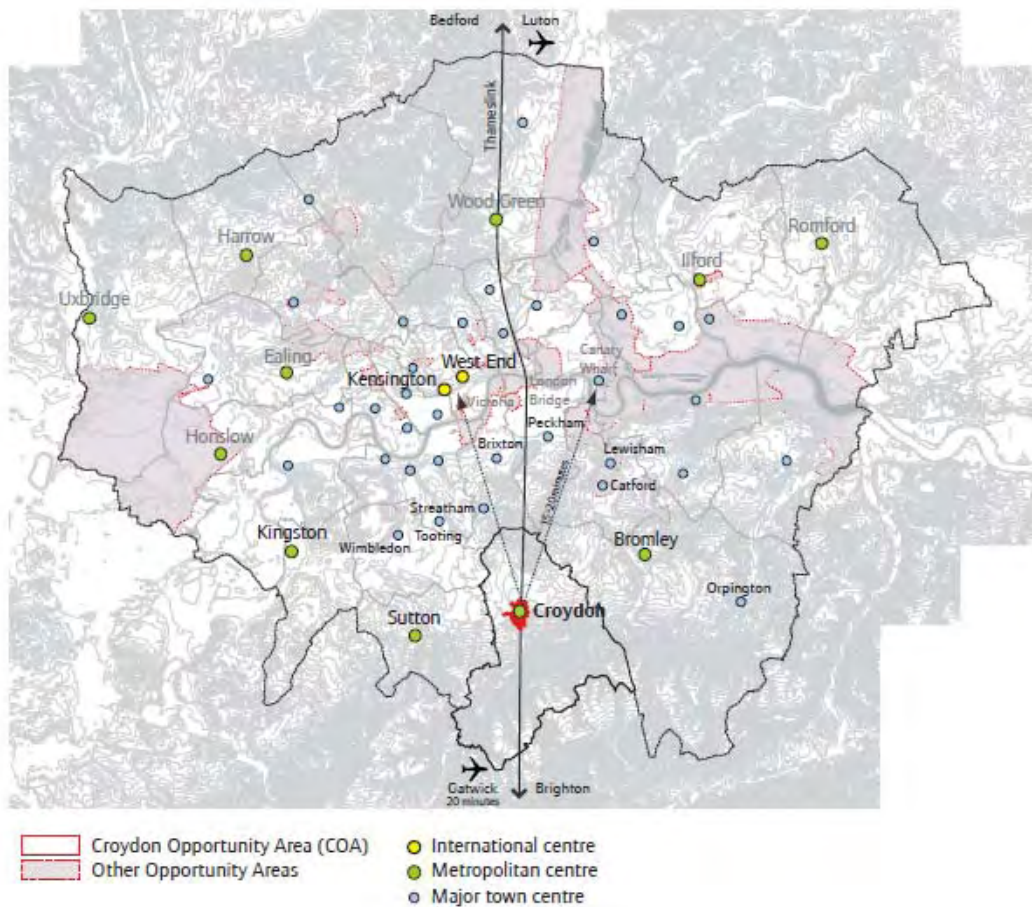 Bedford
Luton
Thameslink
Wood Green
Harrow
Romford
Ilford
Uxbridge
Ealing
West End
Kensington
Canary
Wharf
Victoria
London
Bridge
Honslow
Peckham
Brixton
Lewisham
Catford
15-20 minutes
Streatham
Tooting
Wimbledon
Kingston
Bromley
Orpington
Croydon
Sutton
Gatwick
20 minutes
Brighton
Croydon Opportunity Area (COA)
Other Opportunity Areas
International centre
Metropolitan centre
Major town centre